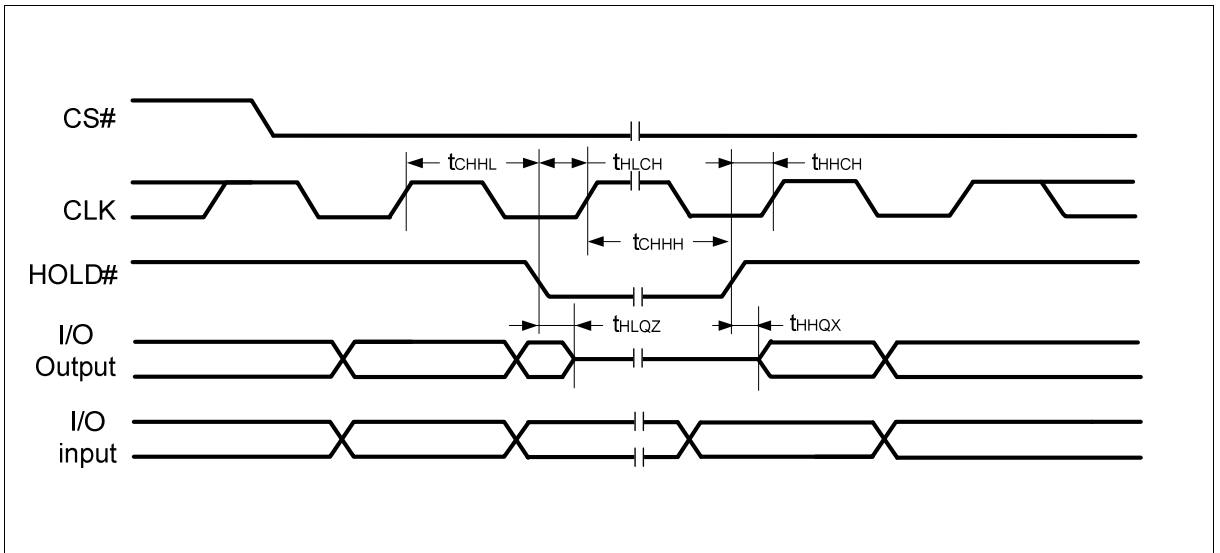 CS#
tCHHL
tHLCH
tHHCH
CLK
tCHHH
HOLD#
tHLQZ
tHHQX
I/O
Output
I/O
input